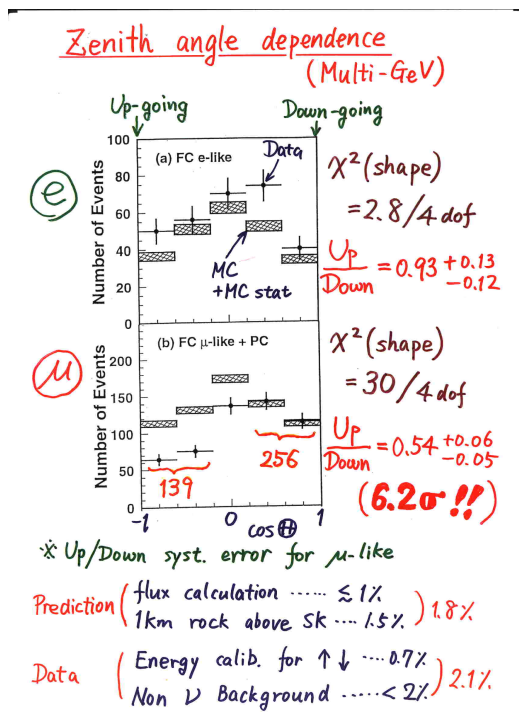 Zenith angle dependence
(Multi-GeV)
Up-going
Down-going
100
80
60
40
20
0
Number of Events
(a) FC e-like
Data
MC
+MC stat
e
χ² (shape)
= 2.8/4 dof
Up/Down = 0.93 +0.13 -0.12
200
150
100
50
0
Number of Events
(b) FC μ-like + PC
139
256
-1 0 1
cos Θ
μ
χ² (shape)
= 30/4 dof
Up/Down = 0.54 +0.06 -0.05
(6.2σ !!)
※ Up/Down syst. error for μ-like
Prediction ( flux calculation ...... ≲ 1%
1km rock above SK .... 1.5% ) 1.8%
Data ( Energy calib. for ↑ ↓ .... 0.7%
Non ν Background ..... < 2% ) 2.1%